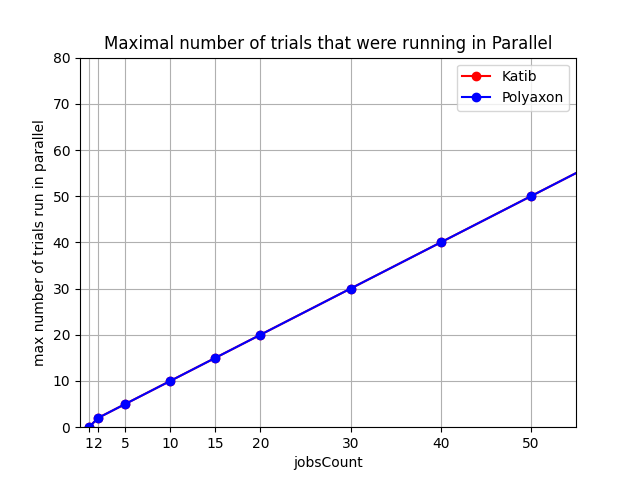 Maximal number of trials that were running in Parallel
Katib
Polyaxon
max number of trials run in parallel
80
70
60
50
40
30
20
10
0
1 2 5 10 15 20 30 40 50
jobsCount